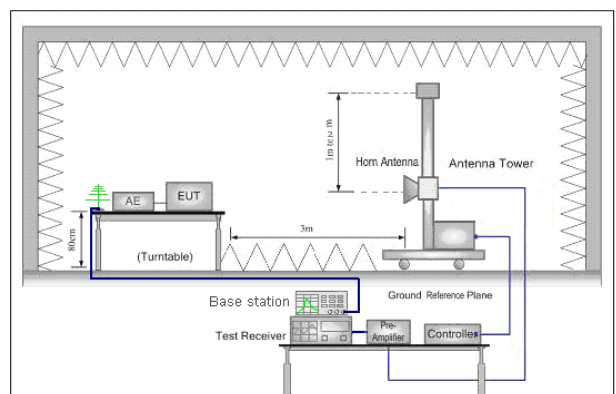 1m to 2 m
Horn Antenna
Antenna Tower
AE
EUT
80cm
(Turntable)
3m
Base station
Ground Reference Plane
Test Receiver
Pre-
Amplifier
Controller